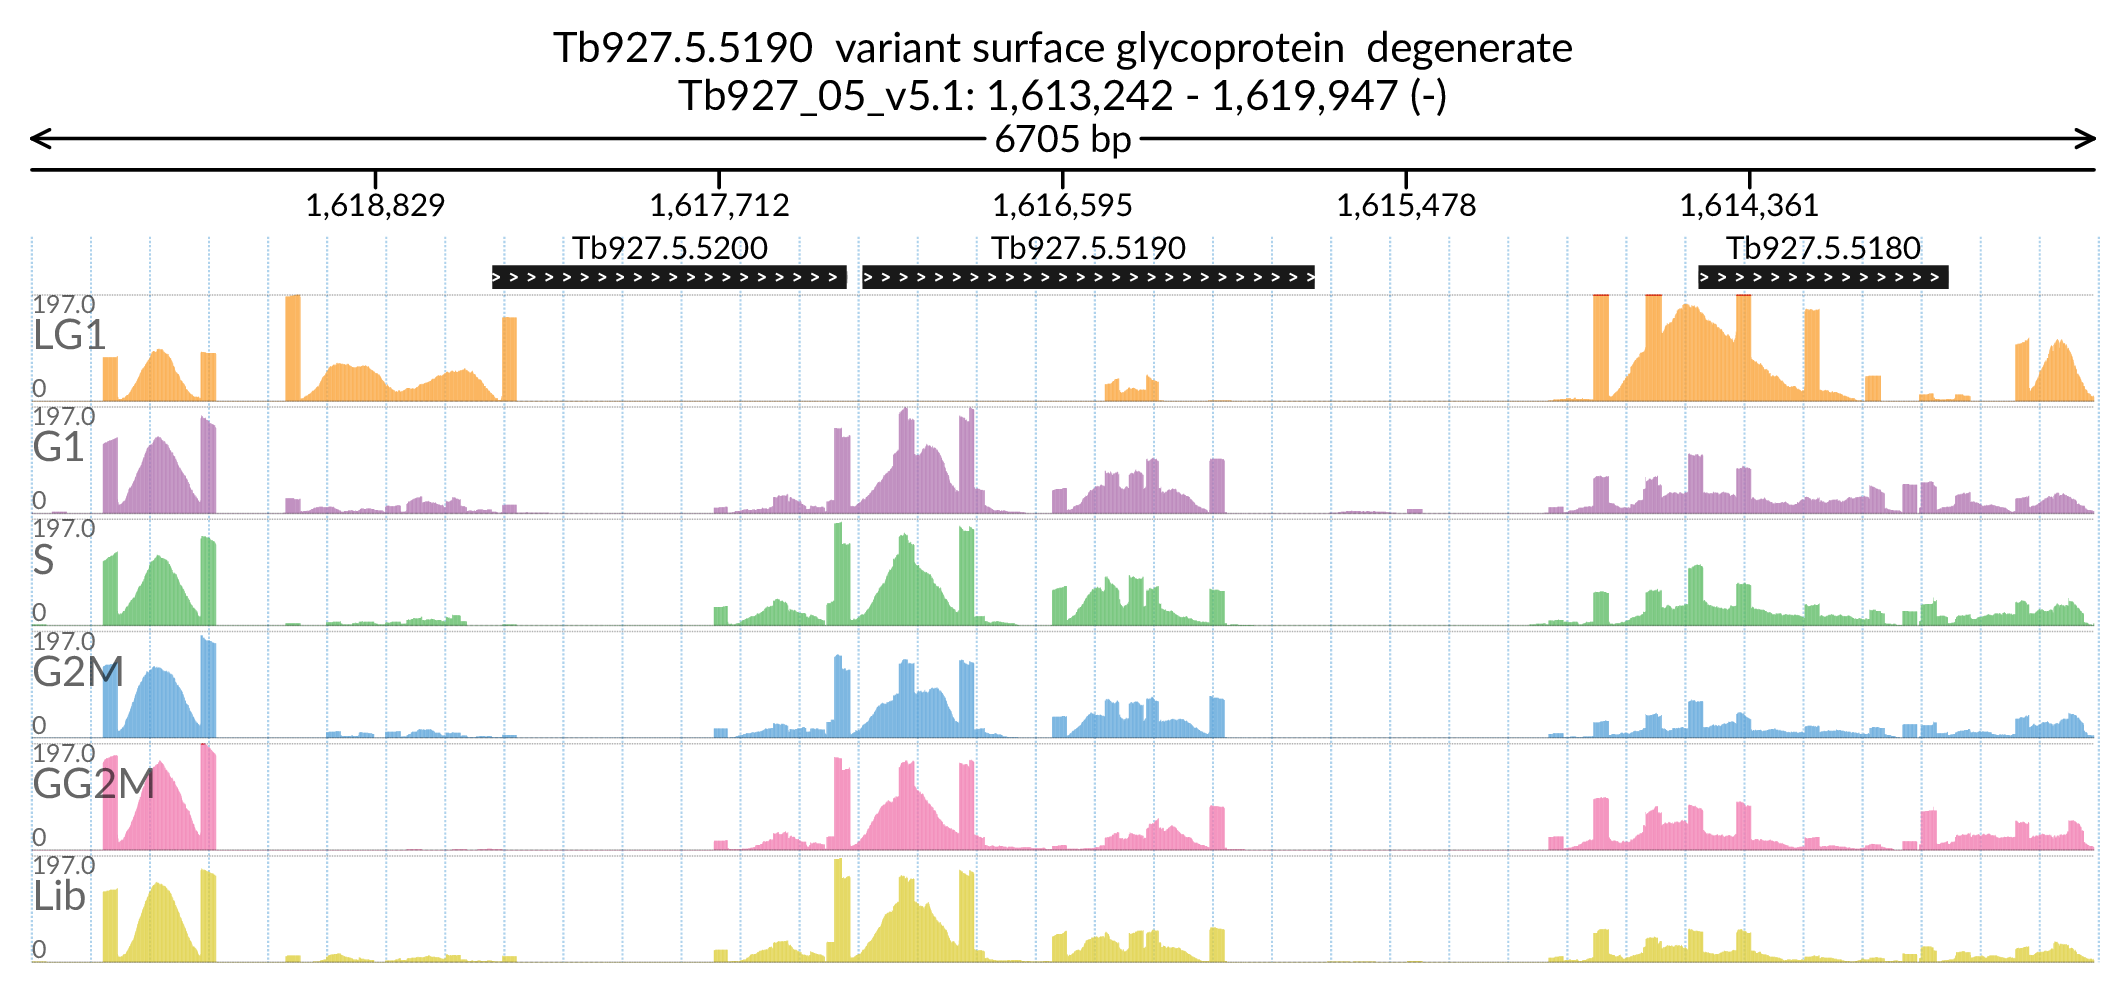 Tb927.5.5190  variant surface glycoprotein  degenerate
Tb927_05_v5.1: 1,613,242 - 1,619,947 (-)
6705 bp
1,618,829 1,617,712 1,616,595 1,615,478 1,614,361
Tb927.5.5200 Tb927.5.5190 Tb927.5.5180
197.0
LG1
0
197.0
G1
0
197.0
S
0
197.0
G2M
0
197.0
GG2M
0
197.0
Lib
0